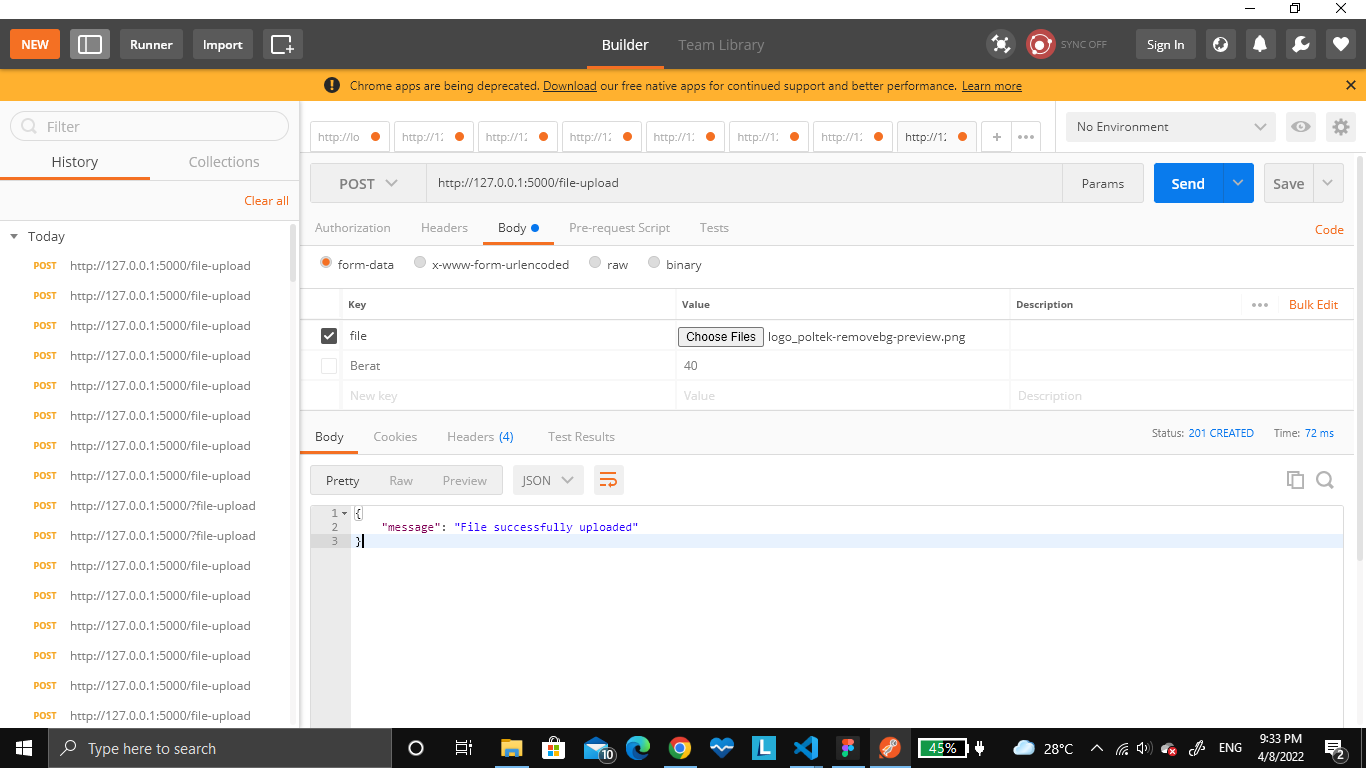 NEW Runner Import Builder Team Library SYNC OFF Sign In
Chrome apps are being deprecated. Download our free native apps for continued support and better performance. Learn more
Filter
History Collections
Clear all
Today
POST http://127.0.0.1:5000/file-upload
POST http://127.0.0.1:5000/file-upload
POST http://127.0.0.1:5000/file-upload
POST http://127.0.0.1:5000/file-upload
POST http://127.0.0.1:5000/file-upload
POST http://127.0.0.1:5000/file-upload
POST http://127.0.0.1:5000/file-upload
POST http://127.0.0.1:5000/file-upload
POST http://127.0.0.1:5000/?file-upload
POST http://127.0.0.1:5000/?file-upload
POST http://127.0.0.1:5000/file-upload
POST http://127.0.0.1:5000/file-upload
POST http://127.0.0.1:5000/file-upload
POST http://127.0.0.1:5000/file-upload
POST http://127.0.0.1:5000/file-upload
POST http://127.0.0.1:5000/file-upload
http://lo http://12 http://12 http://12 http://12 http://12 http://12 http://12 + ••• No Environment
POST http://127.0.0.1:5000/file-upload Params Send Save
Authorization Headers Body Pre-request Script Tests Code
form-data x-www-form-urlencoded raw binary
Key Value Description ••• Bulk Edit
file Choose Files logo_poltek-removebg-preview.png
Berat 40
New key Value Description
Body Cookies Headers (4) Test Results Status: 201 CREATED Time: 72 ms
Pretty Raw Preview JSON
1 {
2 "message": "File successfully uploaded"
3 }
Type here to search 10 L 45% 28°C ENG 9:33 PM
4/8/2022 2